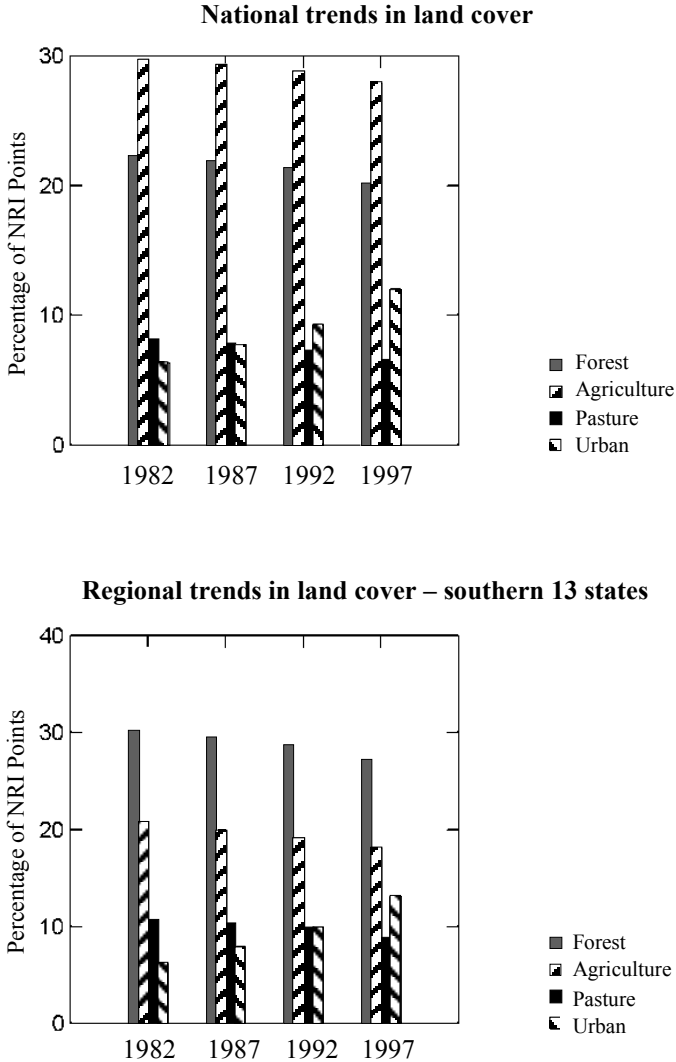 National trends in land cover
Percentage of NRI Points
30
20
10
0
1982 1987 1992 1997
Forest
Agriculture
Pasture
Urban
Regional trends in land cover – southern 13 states
Percentage of NRI Points
40
30
20
10
0
1982 1987 1992 1997
Forest
Agriculture
Pasture
Urban